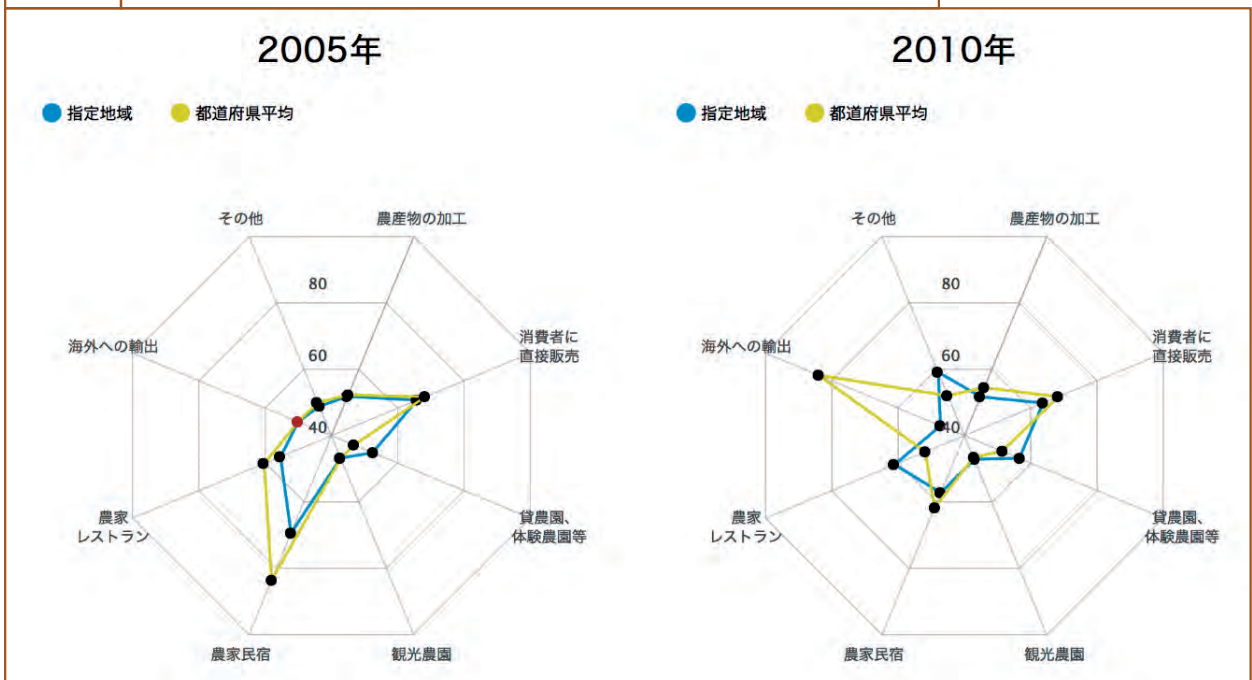 2005年
指定地域
都道府県平均
その他
農産物の加工
80
消費者に
直接販売
海外への輸出
60
40
農家
レストラン
貸農園、
体験農園等
農家民宿
観光農園
2010年
指定地域
都道府県平均
その他
農産物の加工
80
消費者に
直接販売
海外への輸出
60
40
農家
レストラン
貸農園、
体験農園等
農家民宿
観光農園